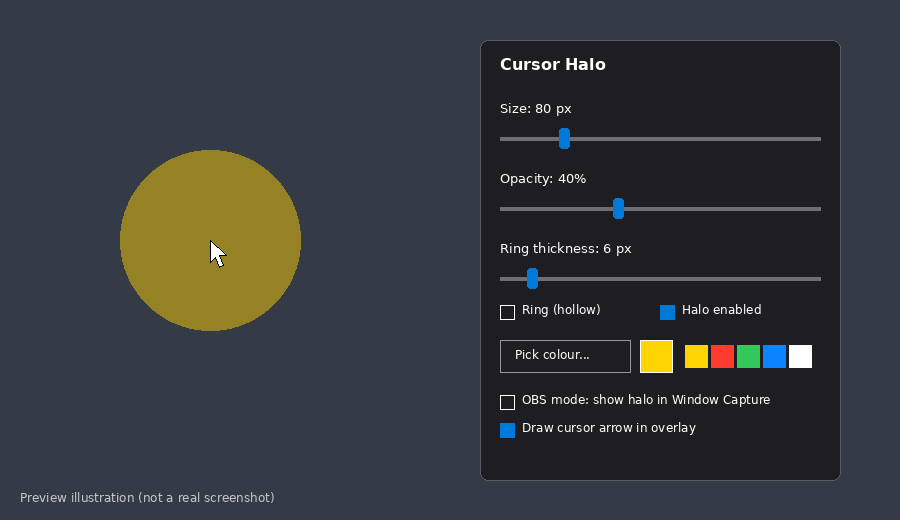 Cursor Halo
Size: 80 px
Opacity: 40%
Ring thickness: 6 px
Ring (hollow)
Halo enabled
Pick colour...
OBS mode: show halo in Window Capture
Draw cursor arrow in overlay
Preview illustration (not a real screenshot)